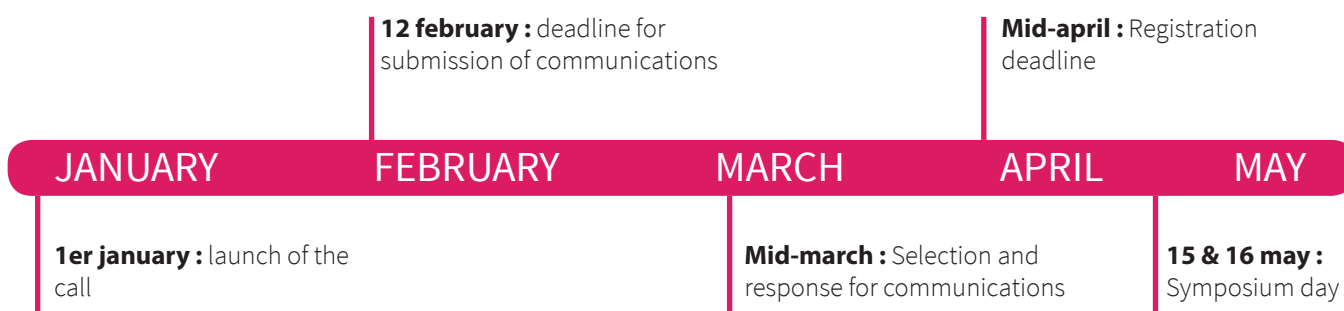 12 february : deadline for
submission of communications
Mid-april : Registration
deadline
JANUARY
FEBRUARY
MARCH
APRIL
MAY
1er january : launch of the
call
Mid-march : Selection and
response for communications
15 & 16 may :
Symposium day